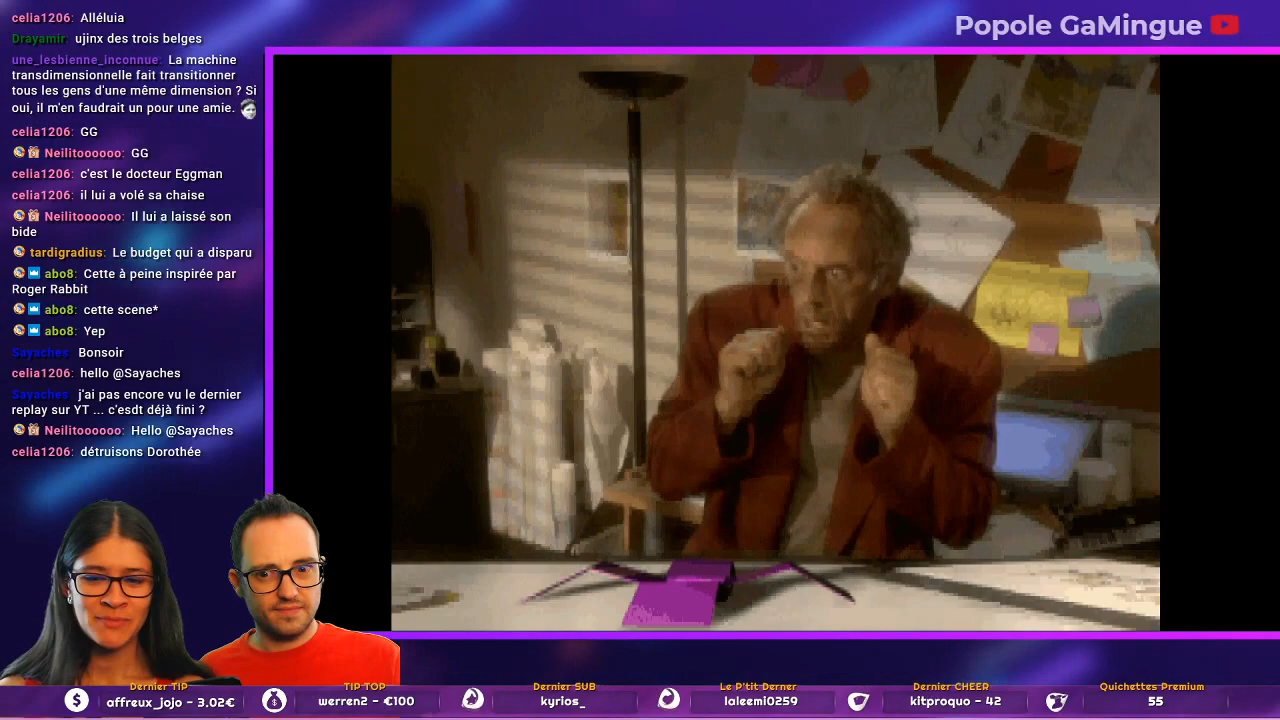 celia1206: Alléluia
Drayamir: ujinx des trois belges
une_lesbienne_inconnue: La machine
transdimensionnelle fait transitionner
tous les gens d'une même dimension ? Si
oui, il m'en faudrait un pour une amie.
celia1206: GG
Neilitoooooo: GG
celia1206: c'est le docteur Eggman
celia1206: il lui a volé sa chaise
Neilitoooooo: Il lui a laissé son
bide
tardigradius: Le budget qui a disparu
abo8: Cette à peine inspirée par
Roger Rabbit
abo8: cette scene*
abo8: Yep
Sayaches: Bonsoir
celia1206: hello @Sayaches
Sayaches: j'ai pas encore vu le dernier
replay sur YT ... c'esdt déjà fini ?
Neilitoooooo: Hello @Sayaches
celia1206: détruisons Dorothée
Popole GaMingue
Dernier TIP
affreux_jojo - 3.02€
TIP TOP
werren2 - €100
Dernier SUB
kyrios_
Le P'tit Derner
laleemi0259
Dernier CHEER
kitproquo - 42
Quichettes Premium
55